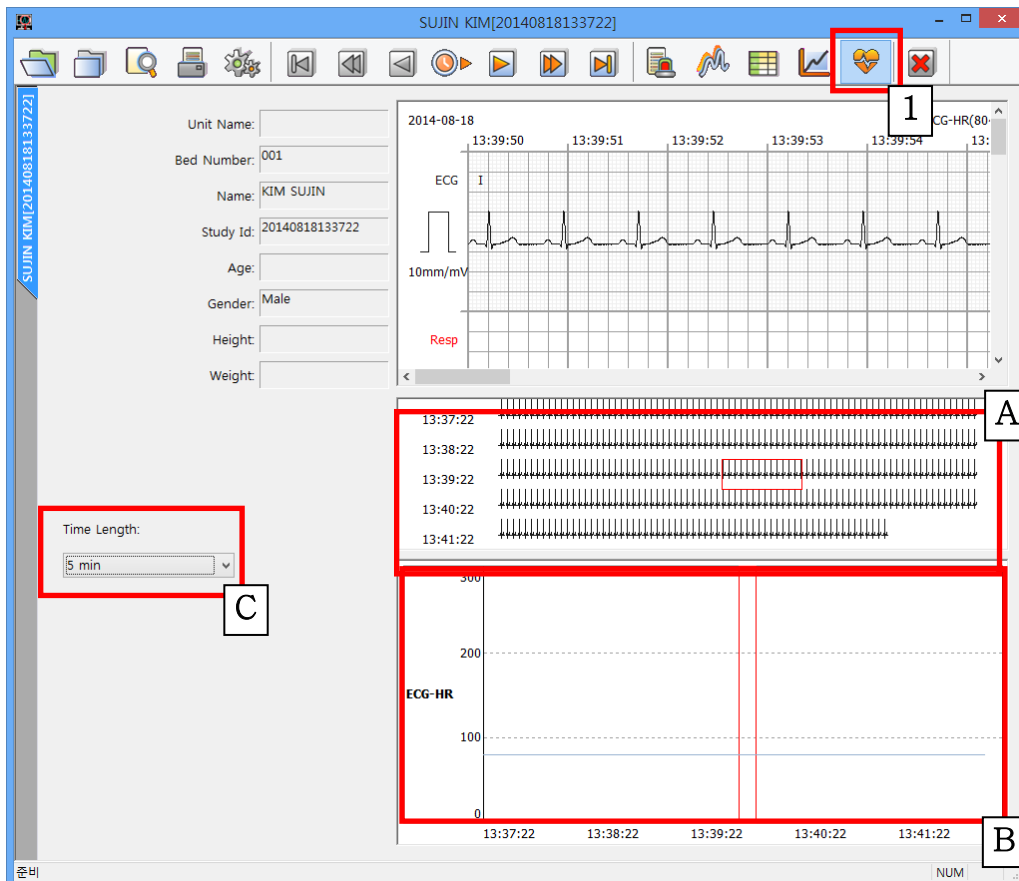 SUJIN KIM[20140818133722]
1
SUJIN KIM[20140818133722]
Unit Name:
Bed Number: 001
Name: KIM SUJIN
Study Id: 20140818133722
Age:
Gender: Male
Height:
Weight:
2014-08-18
CG-HR(80-
13:39:50 13:39:51 13:39:52 13:39:53 13:39:54 13:
ECG I
10mm/mV
Resp
A
13:37:22
13:38:22
13:39:22
13:40:22
13:41:22
Time Length:
5 min
C
300
200
ECG-HR
100
0
13:37:22 13:38:22 13:39:22 13:40:22 13:41:22
B
준비
NUM